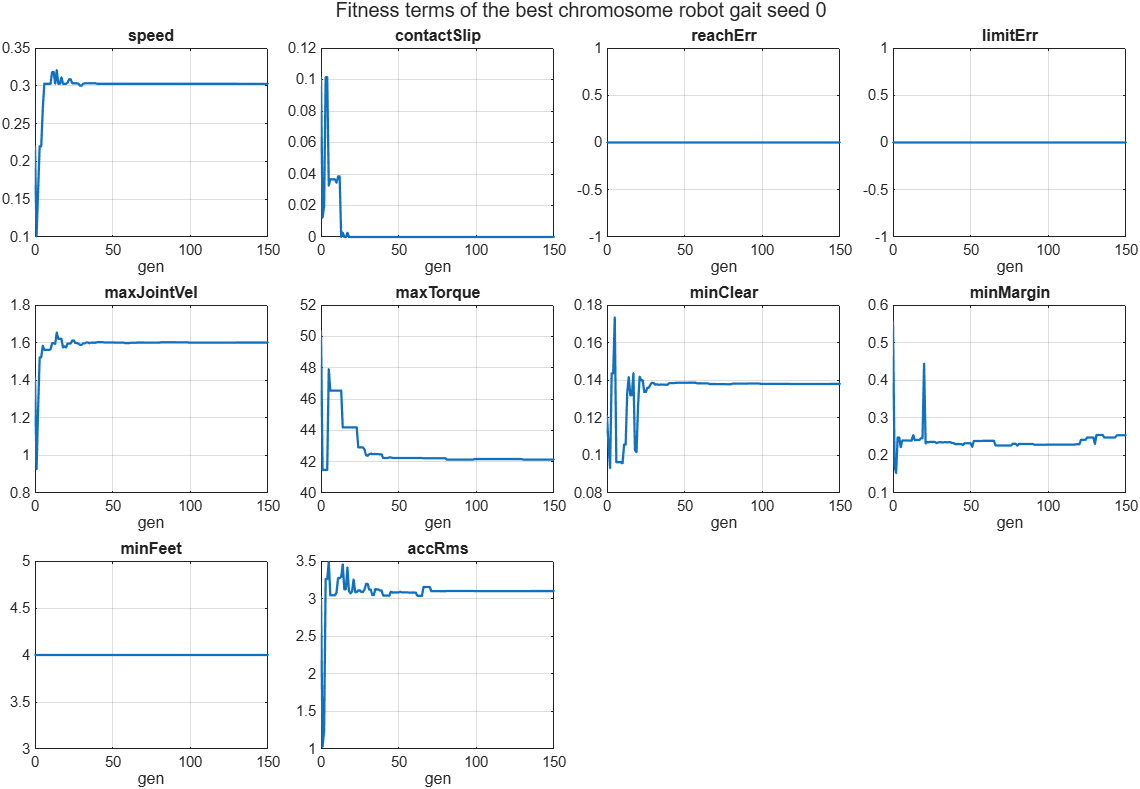 Fitness terms of the best chromosome robot gait seed 0
speed
0.35
0.3
0.25
0.2
0.15
0.1
0 50 100 150
gen
contactSlip
0.12
0.1
0.08
0.06
0.04
0.02
0
0 50 100 150
gen
reachErr
1
0.5
0
-0.5
-1
0 50 100 150
gen
limitErr
1
0.5
0
-0.5
-1
0 50 100 150
gen
maxJointVel
1.8
1.6
1.4
1.2
1
0.8
0 50 100 150
gen
maxTorque
52
50
48
46
44
42
40
0 50 100 150
gen
minClear
0.18
0.16
0.14
0.12
0.1
0.08
0 50 100 150
gen
minMargin
0.6
0.5
0.4
0.3
0.2
0.1
0 50 100 150
gen
minFeet
5
4.5
4
3.5
3
0 50 100 150
gen
accRms
3.5
3
2.5
2
1.5
1
0 50 100 150
gen